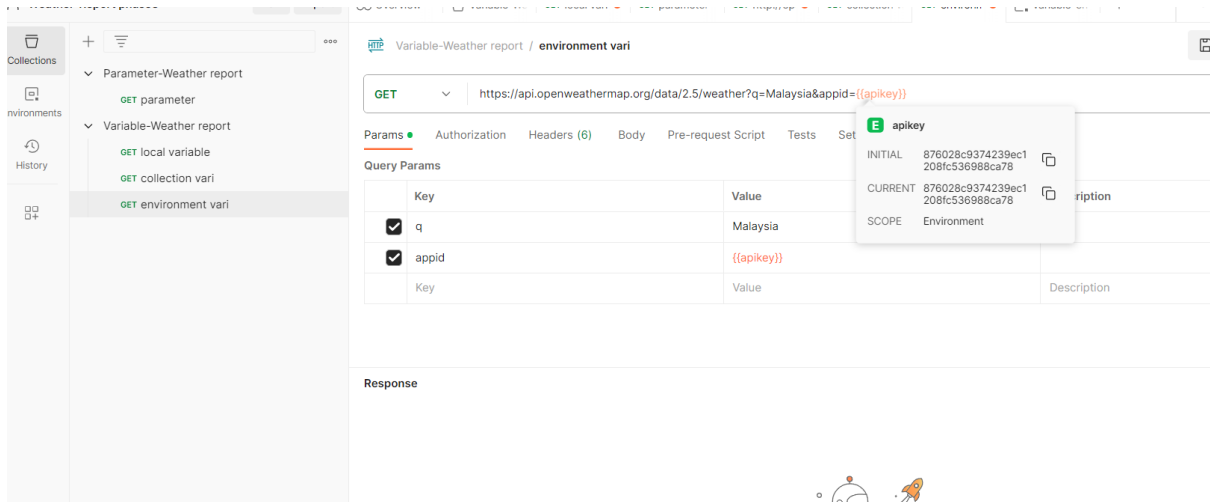 Collections
Environments
History
Parameter-Weather report
GET parameter
Variable-Weather report
GET local variable
GET collection vari
GET environment vari
HTTP Variable-Weather report / environment vari
GET https://api.openweathermap.org/data/2.5/weather?q=Malaysia&appid={{apikey}}
Params Authorization Headers (6) Body Pre-request Script Tests Set
Query Params
Key Value ription
q Malaysia
appid {{apikey}}
Key Value Description
E apikey
INITIAL 876028c9374239ec1
208fc536988ca78
CURRENT 876028c9374239ec1
208fc536988ca78
SCOPE Environment
Response